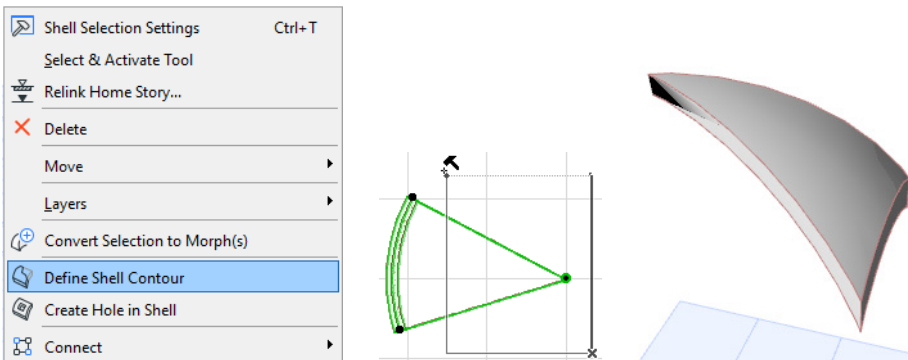 Shell Selection Settings Ctrl+T
Select & Activate Tool
Relink Home Story...
Delete
Move
Layers
Convert Selection to Morph(s)
Define Shell Contour
Create Hole in Shell
Connect